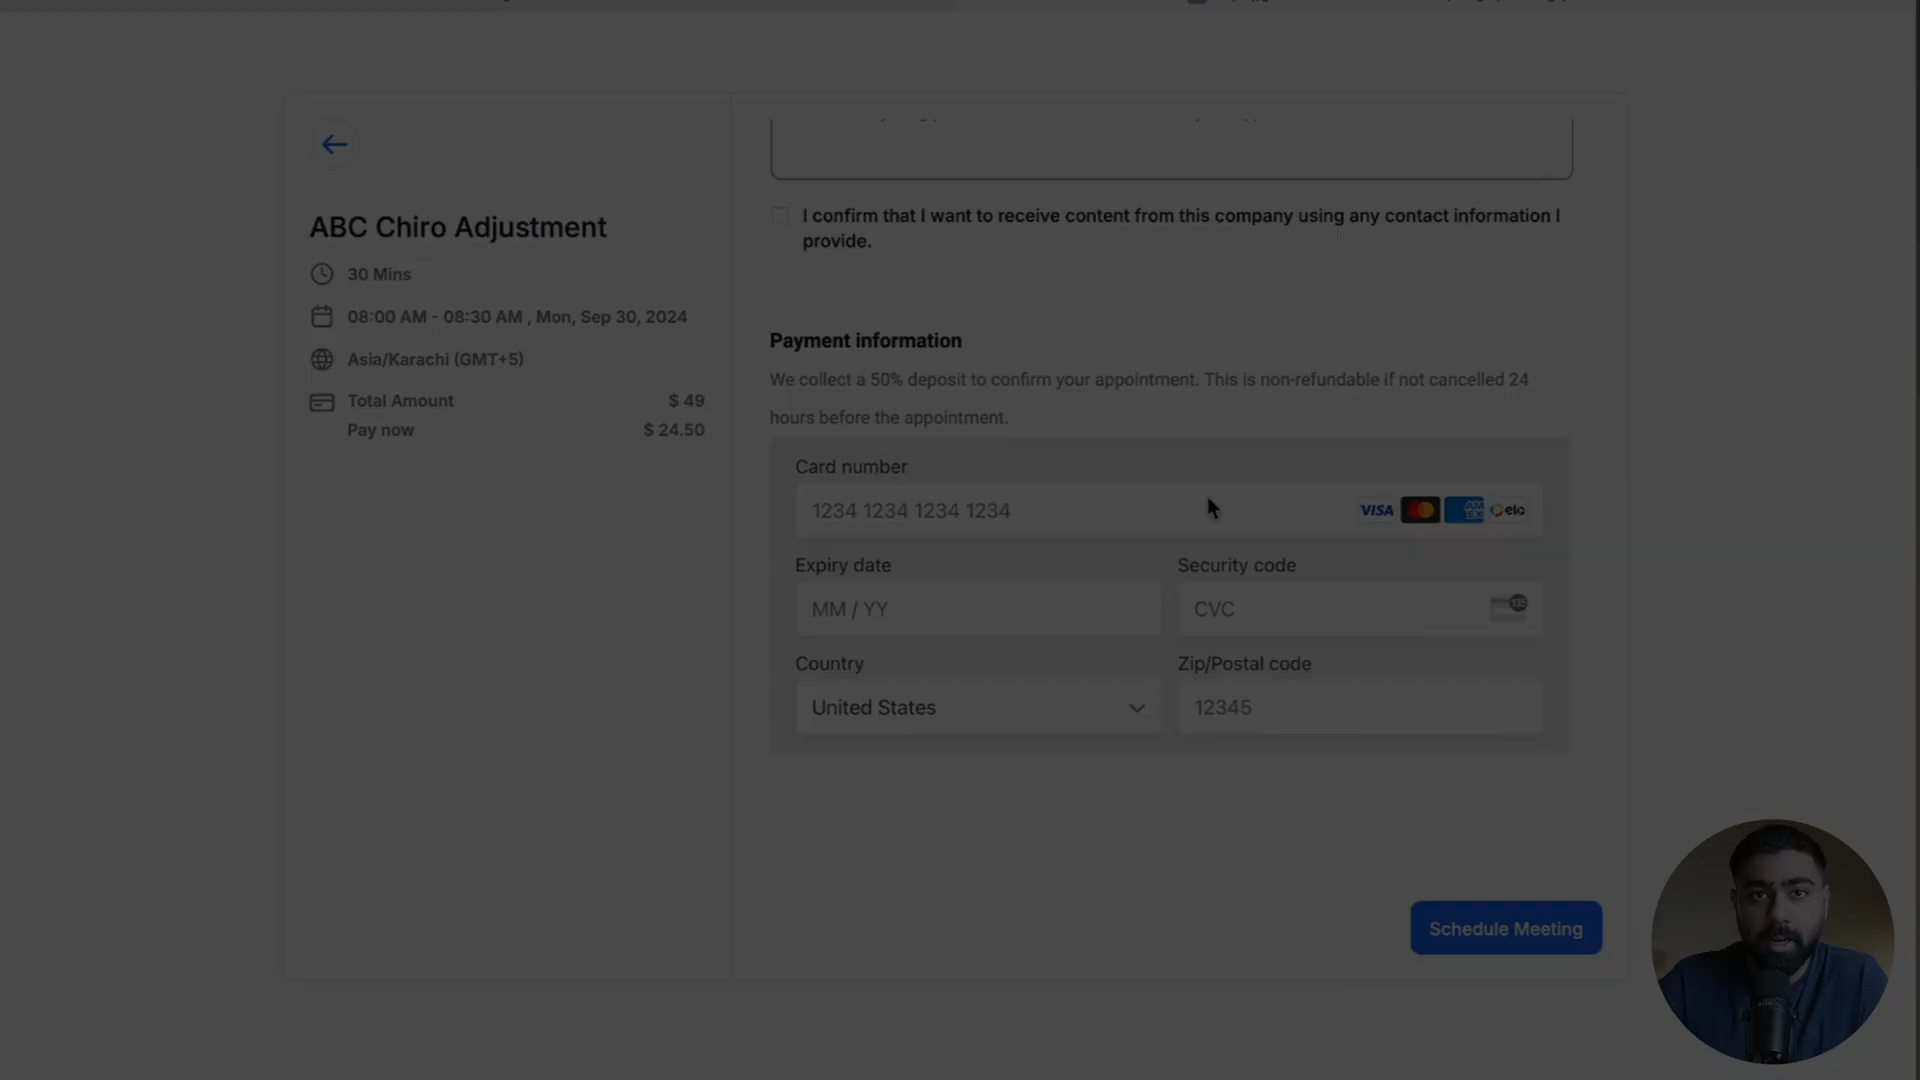 ABC Chiro Adjustment
30 Mins
08:00 AM - 08:30 AM , Mon, Sep 30, 2024
Asia/Karachi (GMT+5)
Total Amount $ 49
Pay now $ 24.50
I confirm that I want to receive content from this company using any contact information I
provide.
Payment information
We collect a 50% deposit to confirm your appointment. This is non-refundable if not cancelled 24
hours before the appointment.
Card number
1234 1234 1234 1234 VISA AM EX elo
Expiry date Security code
MM / YY CVC
Country Zip/Postal code
United States 12345
Schedule Meeting